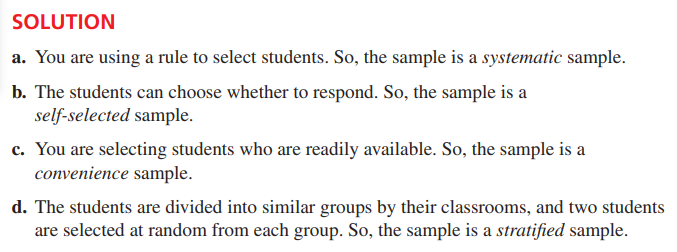 SOLUTION
a. You are using a rule to select students. So, the sample is a systematic sample.
b. The students can choose whether to respond. So, the sample is a
self-selected sample.
c. You are selecting students who are readily available. So, the sample is a
convenience sample.
d. The students are divided into similar groups by their classrooms, and two students
are selected at random from each group. So, the sample is a stratified sample.